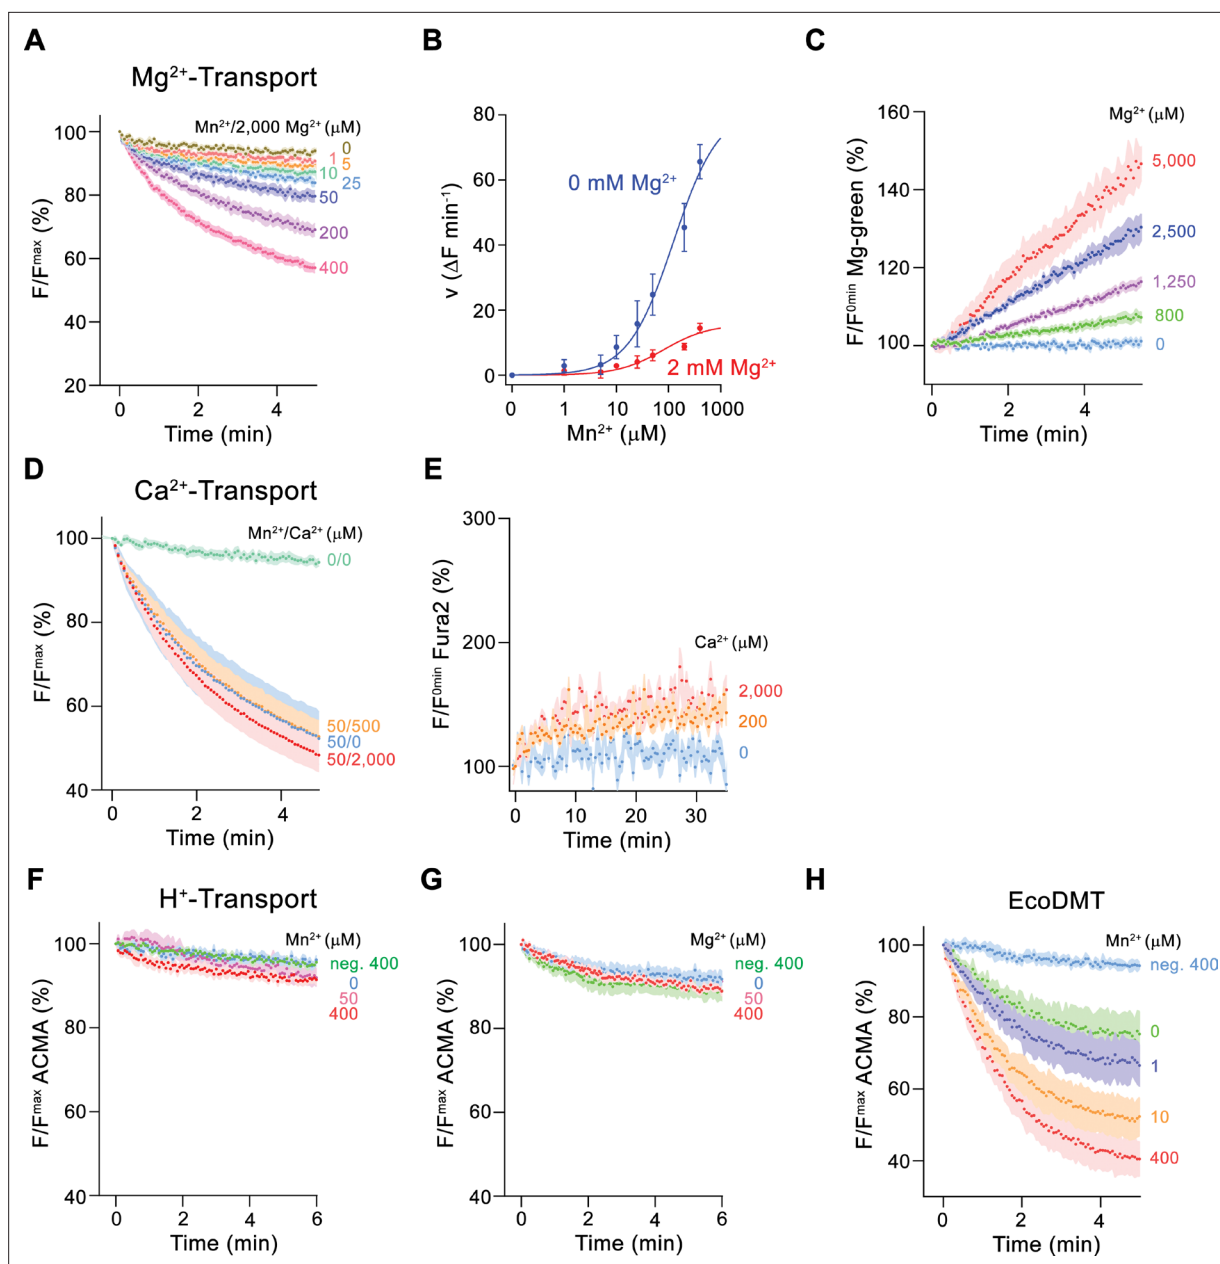 A
Mg²⁺-Transport
Mn²⁺/2,000 Mg²⁺ (μM)
100
80
60
40
20
0
1
5
10
25
50
200
400
F/Fᵐᵃˣ (%)
0
2
4
Time (min)
B
80
60
40
20
0
0 mM Mg²⁺
2 mM Mg²⁺
v (ΔF min⁻¹)
0
1
10
100
1000
Mn²⁺ (μM)
C
Mg²⁺ (μM)
160
140
120
100
5,000
2,500
1,250
800
0
F/F⁰ᵐⁱⁿ Mg-green (%)
0
2
4
Time (min)
D
Ca²⁺-Transport
Mn²⁺/Ca²⁺ (μM)
100
80
60
40
0/0
50/500
50/0
50/2,000
F/Fᵐᵃˣ (%)
0
2
4
Time (min)
E
300
200
100
Ca²⁺ (μM)
2,000
200
0
F/F⁰ᵐⁱⁿ Fura2 (%)
0
10
20
30
Time (min)
F
H⁺-Transport
Mn²⁺ (μM)
100
80
60
40
neg. 400
0
50
400
F/Fᵐᵃˣ ACMA (%)
0
2
4
6
Time (min)
G
Mg²⁺ (μM)
100
80
60
40
neg. 400
0
50
400
F/Fᵐᵃˣ ACMA (%)
0
2
4
6
Time (min)
H
EcoDMT
Mn²⁺ (μM)
100
80
60
40
neg. 400
0
1
10
400
F/Fᵐᵃˣ ACMA (%)
0
2
4
Time (min)